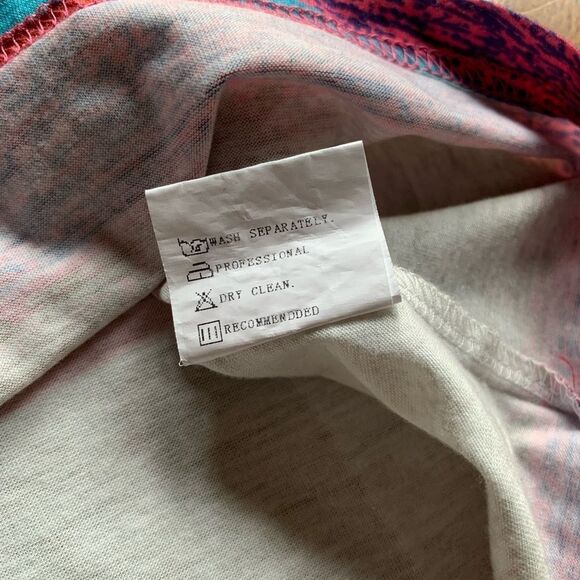 WASH SEPARATELY.
PROFESSIONAL
DRY CLEAN.
RECOMMENDDED